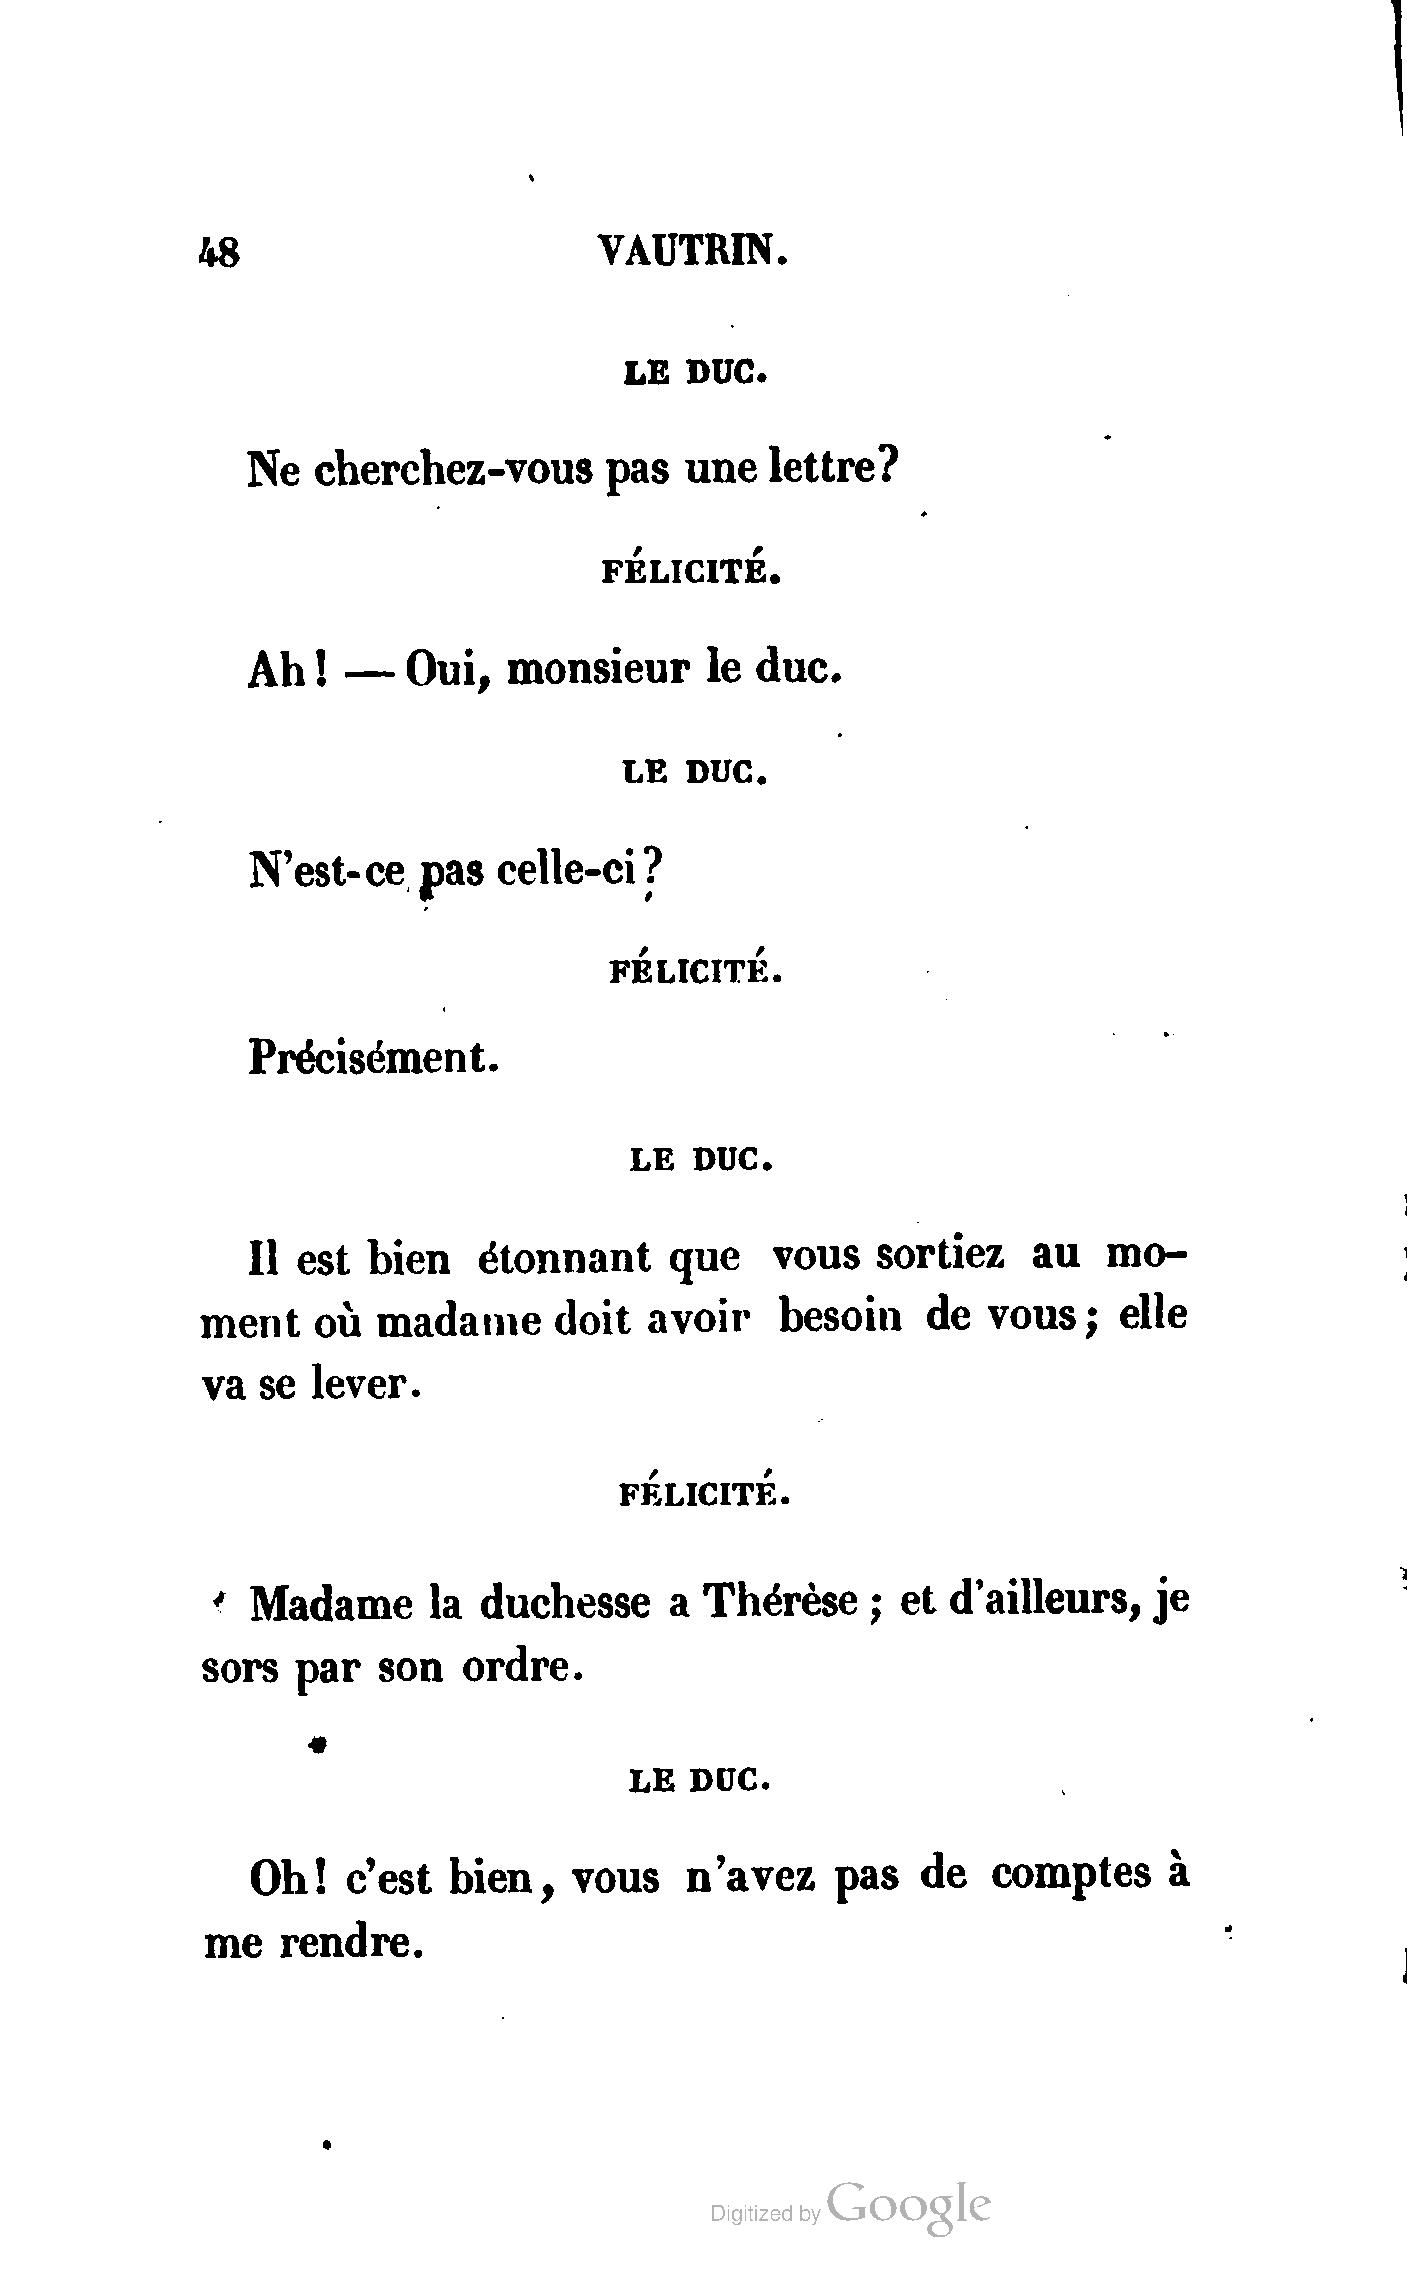 48 VAUTRIN.
LE DUC.
Ne cherchez-vous pas une lettre?
FÉLICITÉ.
Ah! — Oui, monsieur le duc.
LE DUC.
N'est-ce pas celle-ci?
FÉLICITÉ.
Précisément.
LE DUC.
Il est bien étonnant que vous sortiez au mo-
ment où madame doit avoir besoin de vous; elle
va se lever.
FÉLICITÉ.
Madame la duchesse a Thérèse; et d'ailleurs, je
sors par son ordre.
LE DUC.
Oh! c'est bien, vous n'avez pas de comptes à
me rendre.
Digitized by Google